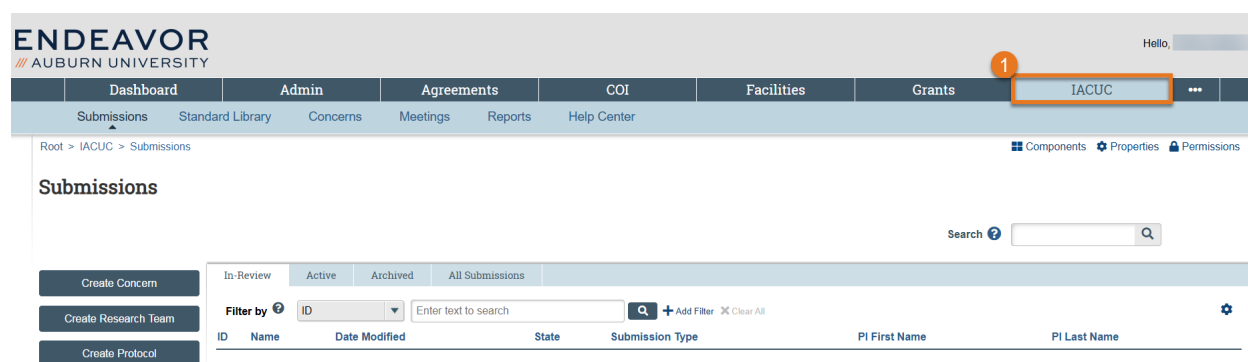 ENDEAVOR
/// AUBURN UNIVERSITY
Hello,
1
Dashboard Admin Agreements COI Facilities Grants IACUC •••
Submissions Standard Library Concerns Meetings Reports Help Center
Root > IACUC > Submissions Components Properties Permissions
Submissions
Search ?
Create Concern In-Review Active Archived All Submissions
Filter by ? ID Enter text to search + Add Filter ✕ Clear All
Create Research Team
ID Name Date Modified State Submission Type PI First Name PI Last Name
Create Protocol